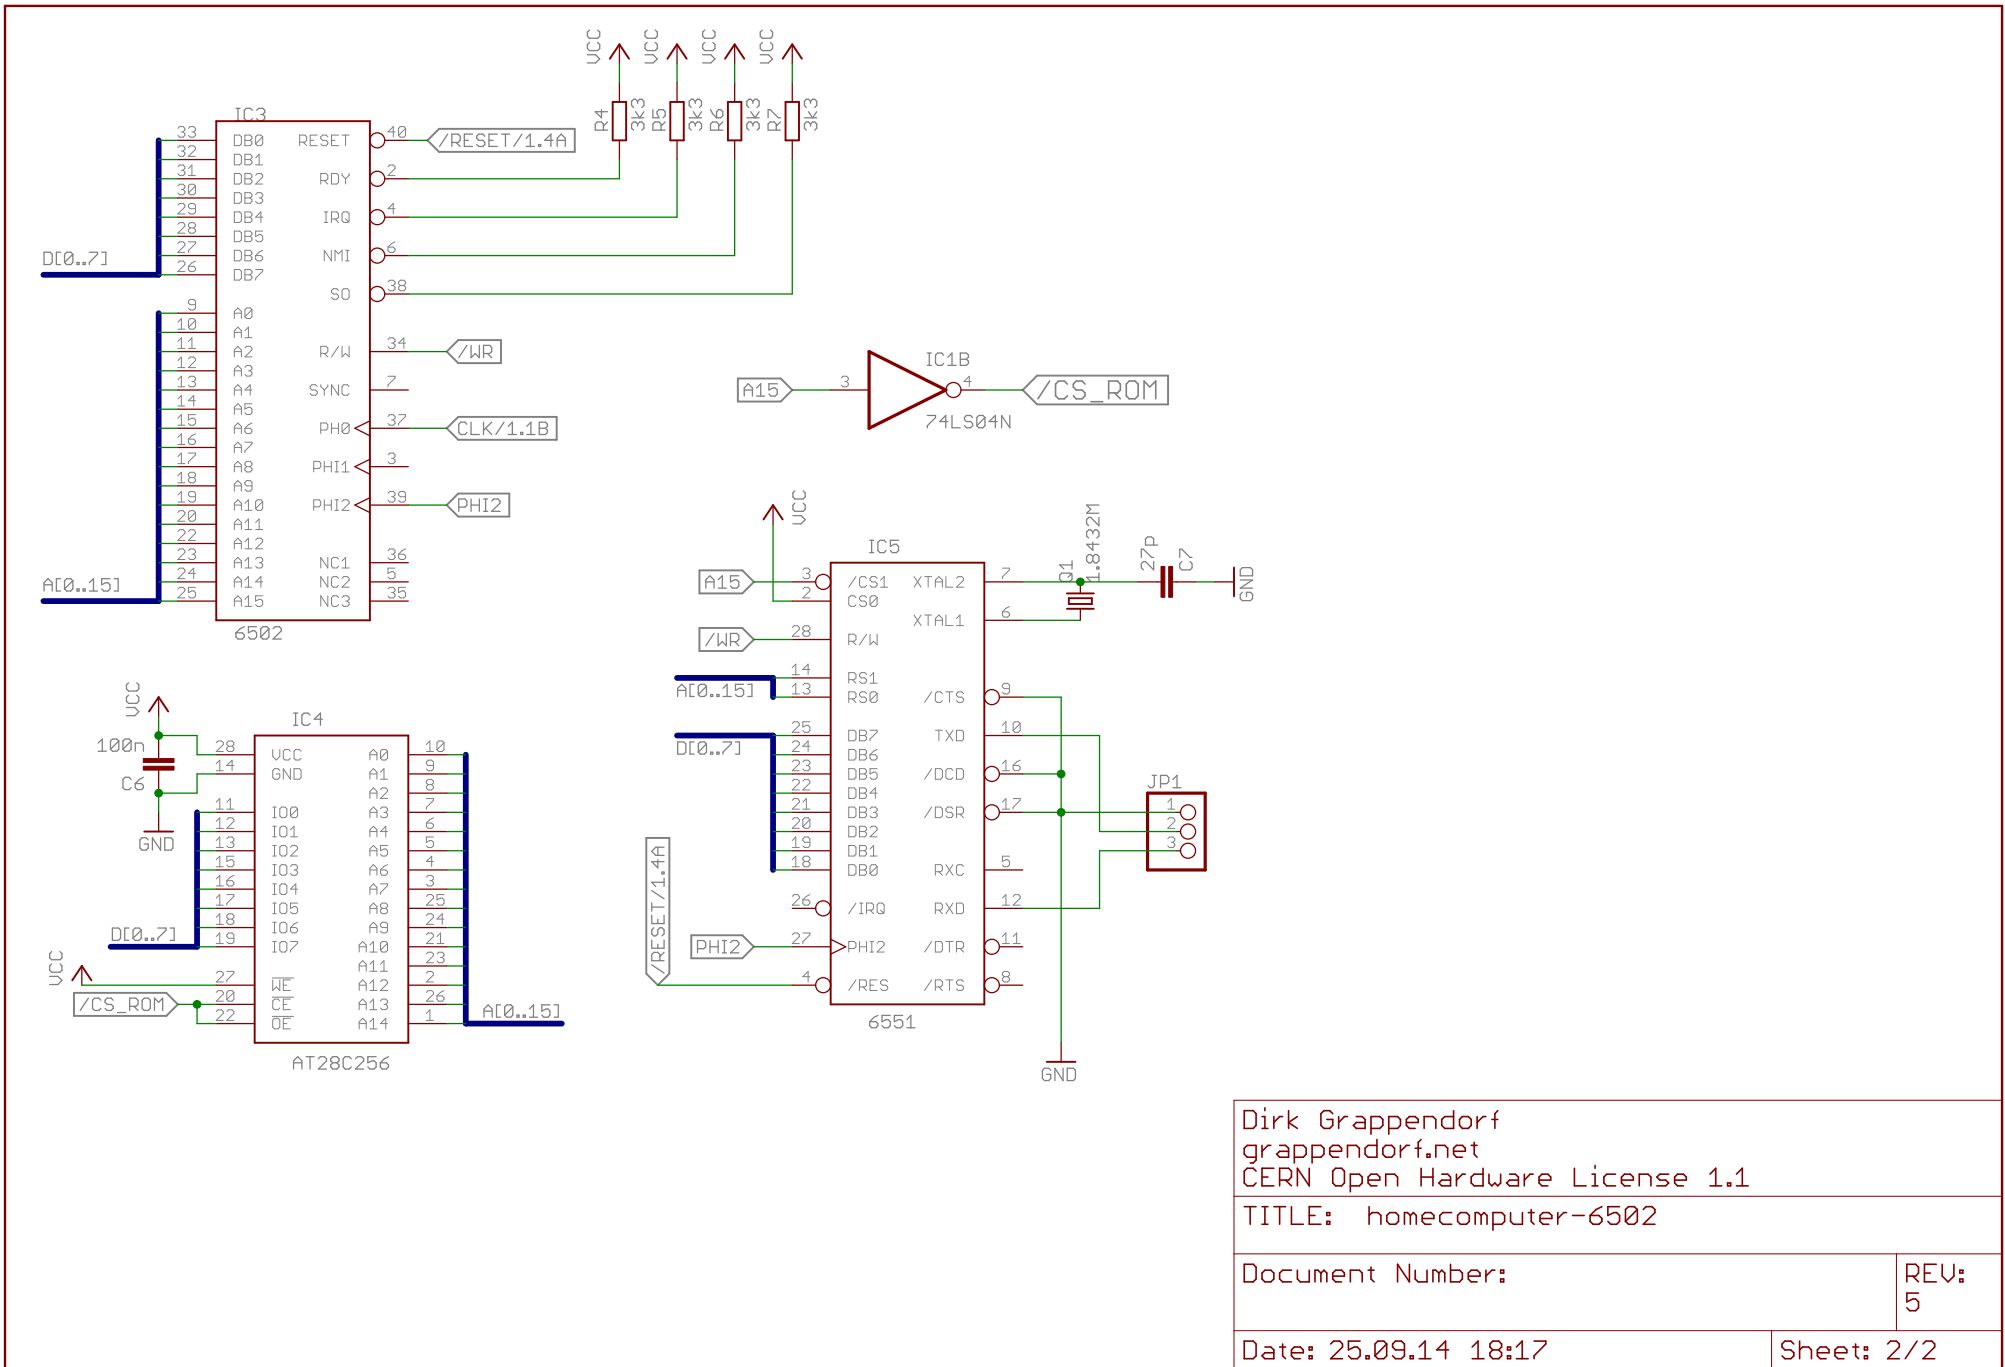 VCC VCC VCC VCC
R4 3k3 R5 3k3 R6 3k3 R7 3k3
IC3
33 DB0 RESET 40 /RESET/1.4A
32 DB1
31 DB2 RDY 2
30 DB3
29 DB4 IRQ 4
28 DB5
27 DB6 NMI 6
26 DB7
D[0..7]
SO 38
9 A0
10 A1
11 A2 R/W 34 /WR
12 A3
13 A4 SYNC 7
14 A5
15 A6 PH0 37 CLK/1.1B
16 A7
17 A8 PHI1 3
18 A9
19 A10 PHI2 39 PHI2
20 A11
22 A12
23 A13 NC1 36
24 A14 NC2 5
25 A15 NC3 35
A[0..15]
6502
IC1B
A15 3 4 /CS_ROM
74LS04N
VCC
IC5
Q1 1.8432M
27p C7
GND
A15 3 /CS1 XTAL2 7
2 CS0
XTAL1 6
/WR 28 R/W
14 RS1
13 RS0 /CTS 9
A[0..15]
25 DB7 TXD 10
D[0..7]
24 DB6
23 DB5 /DCD 16
22 DB4
21 DB3 /DSR 17
20 DB2
19 DB1
18 DB0 RXC 5
26 /IRQ RXD 12
PHI2 27 PHI2 /DTR 11
/RESET/1.4A 4 /RES /RTS 8
6551
GND
JP1
1
2
3
VCC
100n
C6
GND
IC4
28 VCC A0 10
14 GND A1 9
A2 8
11 IO0 A3 7
12 IO1 A4 6
13 IO2 A5 5
15 IO3 A6 4
16 IO4 A7 3
17 IO5 A8 25
18 IO6 A9 24
19 IO7 A10 21
D[0..7]
A11 23
VCC
27 WE A12 2
/CS_ROM 20 CE A13 26
22 OE A14 1
A[0..15]
AT28C256
Dirk Grappendorf
grappendorf.net
CERN Open Hardware License 1.1
TITLE: homecomputer-6502
Document Number:
REV:
5
Date: 25.09.14 18:17
Sheet: 2/2